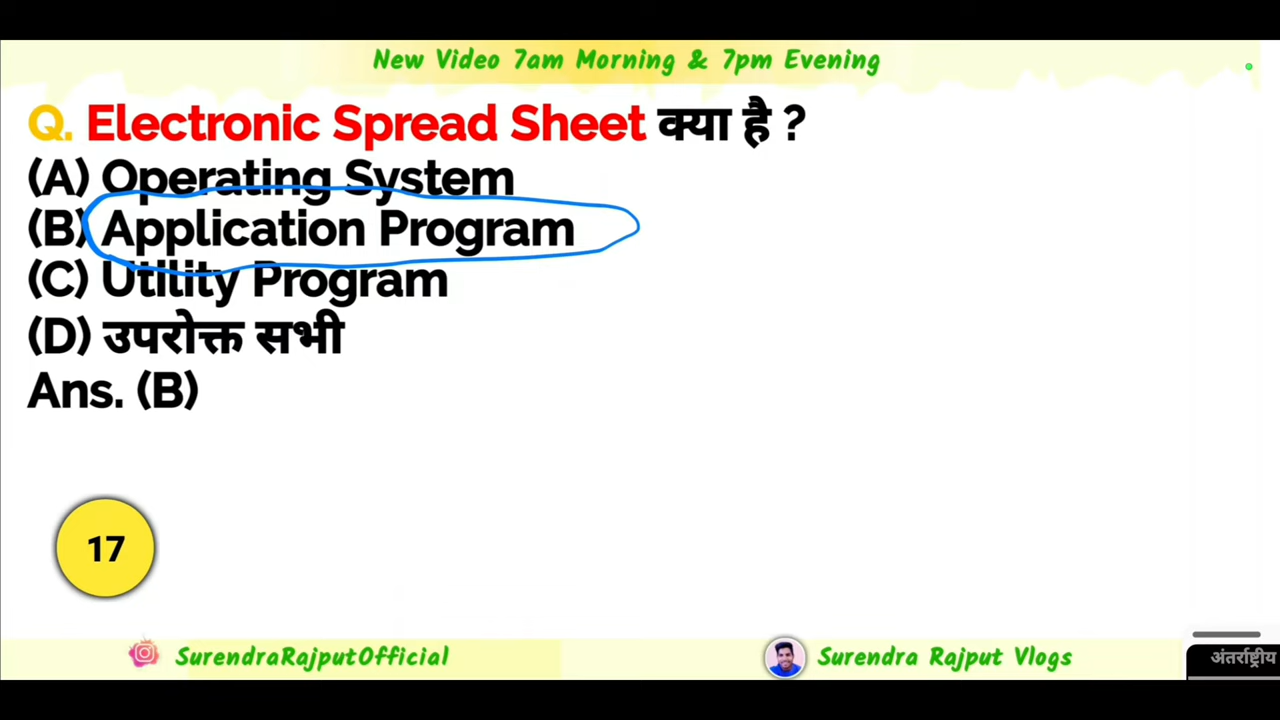 New Video 7am Morning & 7pm Evening
Q. Electronic Spread Sheet क्या है ?
(A) Operating System
(B) Application Program
(C) Utility Program
(D) उपरोक्त सभी
Ans. (B)
17
SurendraRajputOfficial
Surendra Rajput Vlogs
अंतर्राष्ट्रीय